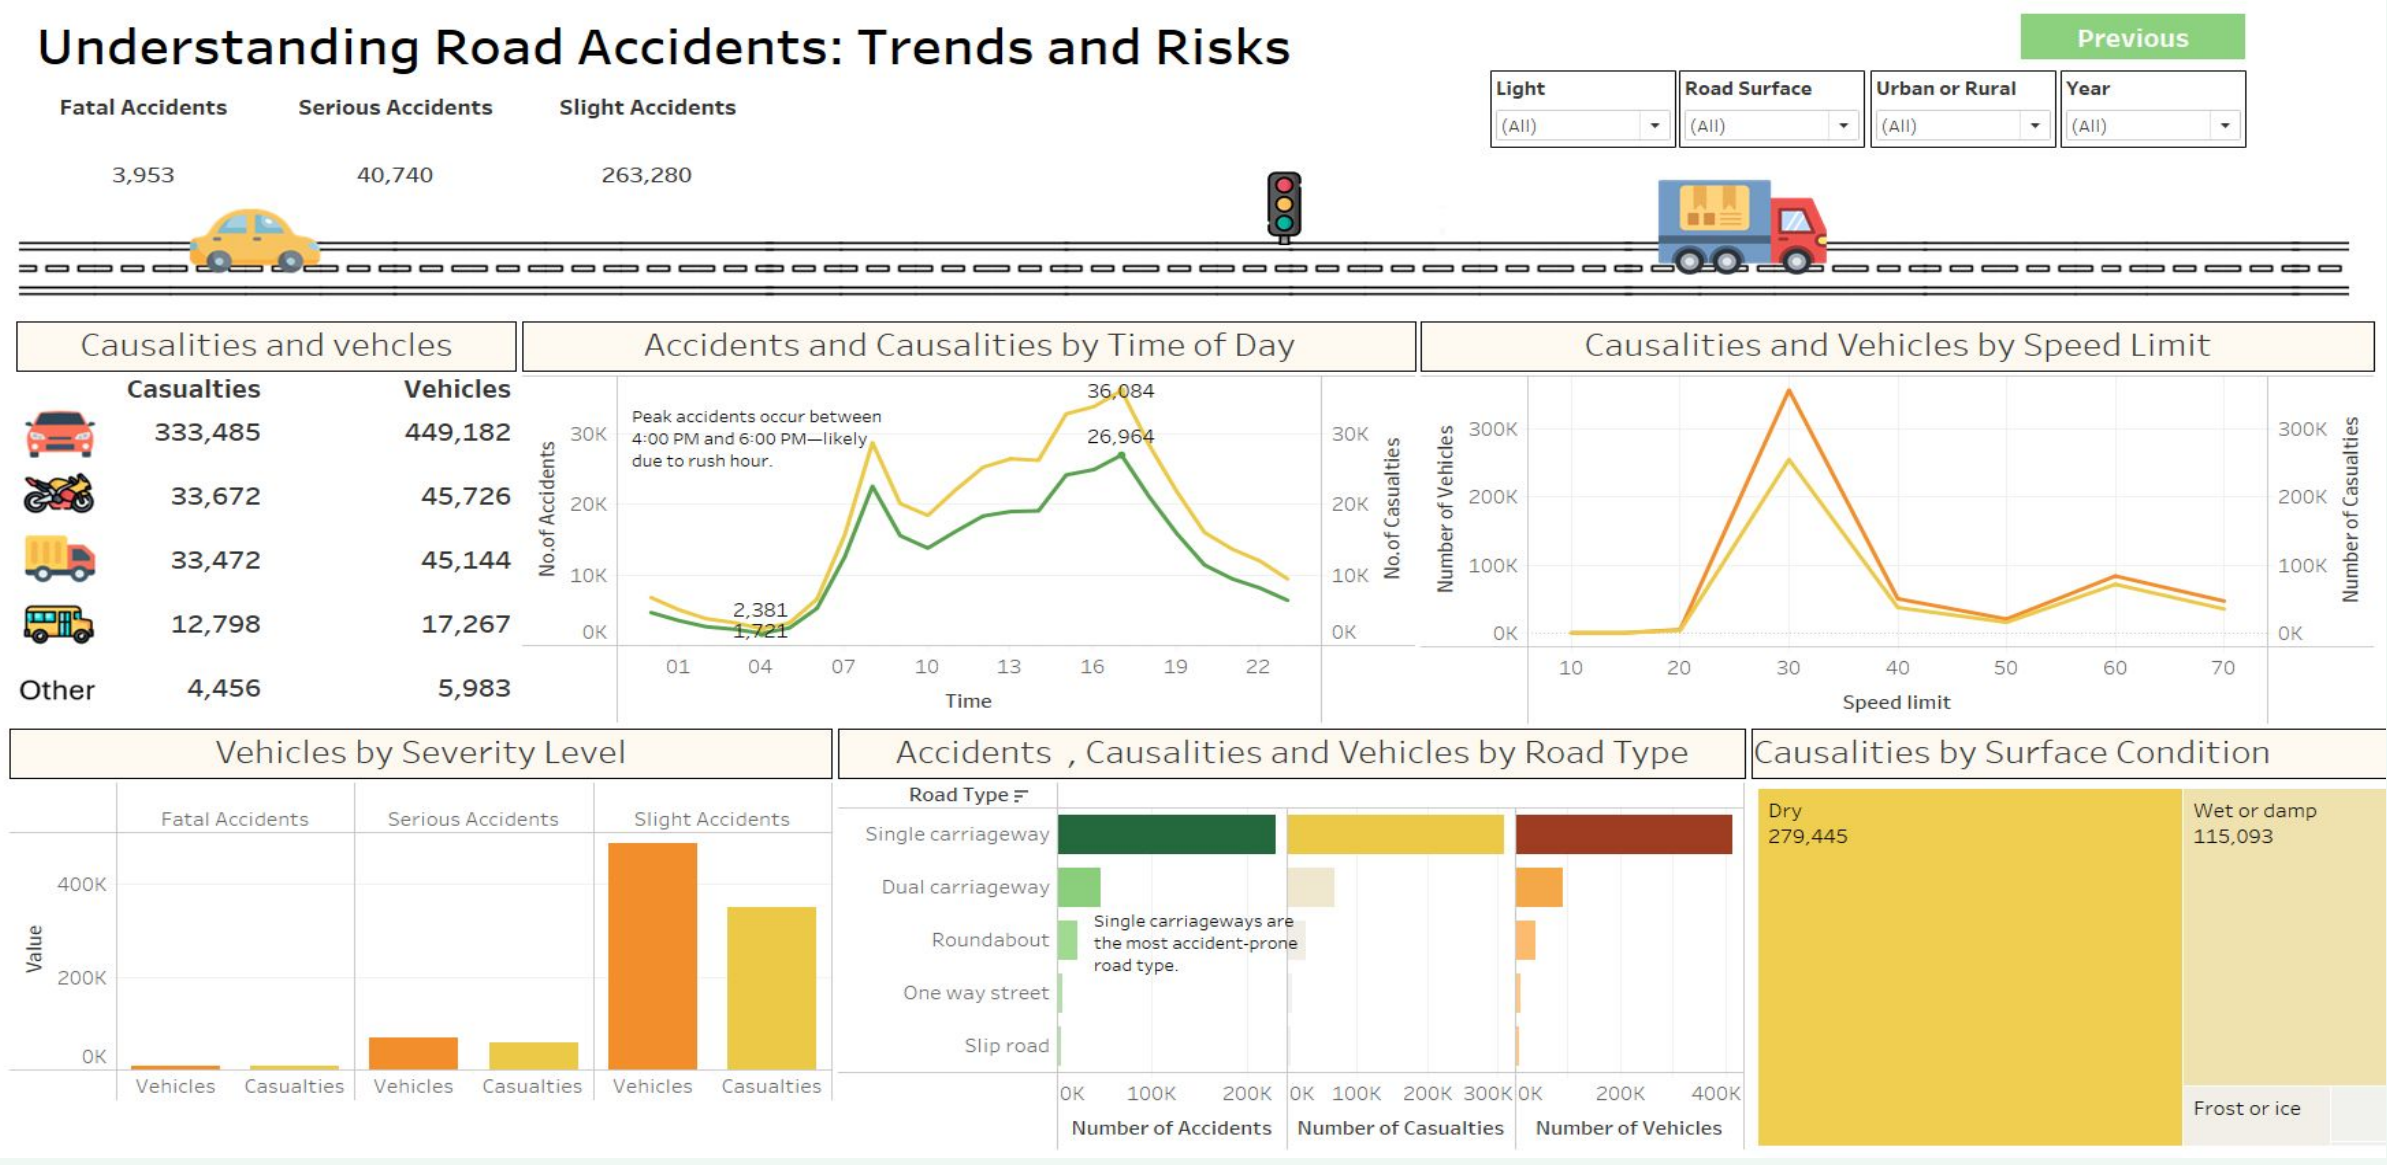 Understanding Road Accidents: Trends and Risks
Previous
Fatal Accidents
Serious Accidents
Slight Accidents
3,953
40,740
263,280
Light
(All)
Road Surface
(All)
Urban or Rural
(All)
Year
(All)
Causalities and vehcles
Casualties Vehicles
333,485 449,182
33,672 45,726
33,472 45,144
12,798 17,267
Other 4,456 5,983
Accidents and Causalities by Time of Day
Peak accidents occur between
4:00 PM and 6:00 PM—likely
due to rush hour.
36,084
26,964
2,381
1,721
No.of Accidents
30K
20K
10K
0K
30K
20K
10K
0K
No.of Casualties
01 04 07 10 13 16 19 22
Time
Causalities and Vehicles by Speed Limit
Number of Vehicles
300K
200K
100K
0K
300K
200K
100K
0K
Number of Casualties
10 20 30 40 50 60 70
Speed limit
Vehicles by Severity Level
Fatal Accidents Serious Accidents Slight Accidents
Value
400K
200K
0K
Vehicles Casualties Vehicles Casualties Vehicles Casualties
Accidents , Causalities and Vehicles by Road Type
Road Type
Single carriageway
Dual carriageway
Roundabout
One way street
Slip road
Single carriageways are
the most accident-prone
road type.
0K 100K 200K 0K 100K 200K 300K 0K 200K 400K
Number of Accidents Number of Casualties Number of Vehicles
Causalities by Surface Condition
Dry
279,445
Wet or damp
115,093
Frost or ice